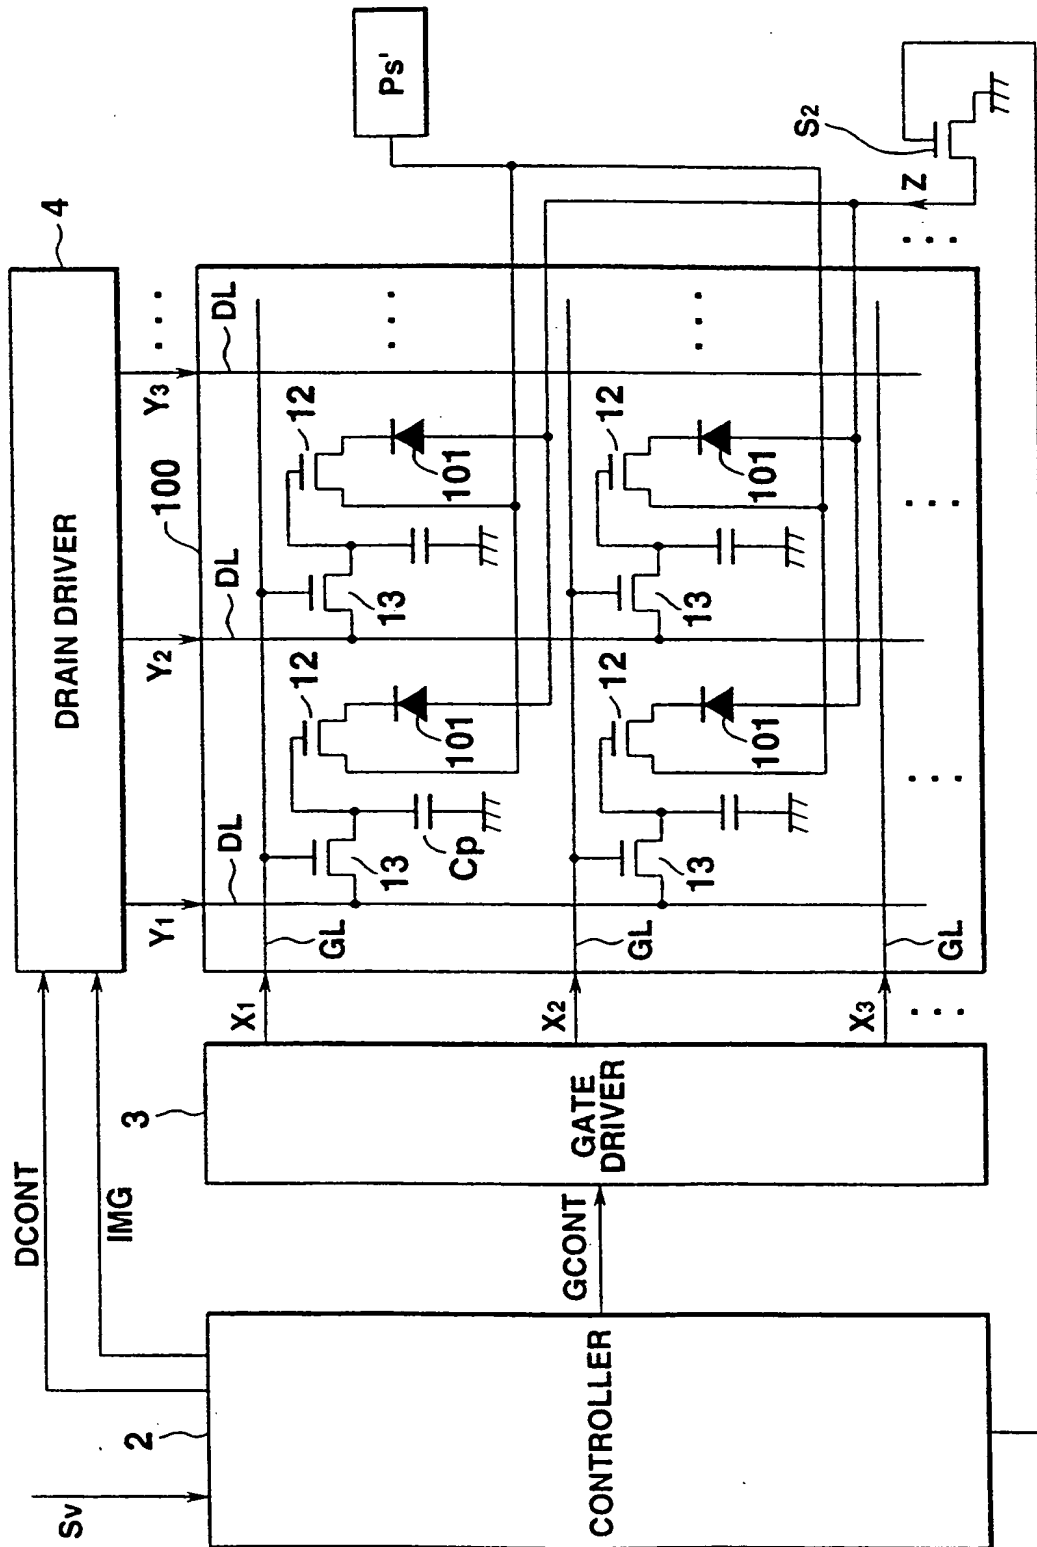 Sv
2
CONTROLLER
DCONT
IMG
GCONT
3
GATE
DRIVER
4
DRAIN DRIVER
X1
X2
X3
Y1
Y2
Y3
100
DL
DL
DL
GL
GL
GL
13
Cp
12
101
13
12
101
13
12
101
13
12
101
Ps'
Z
S2